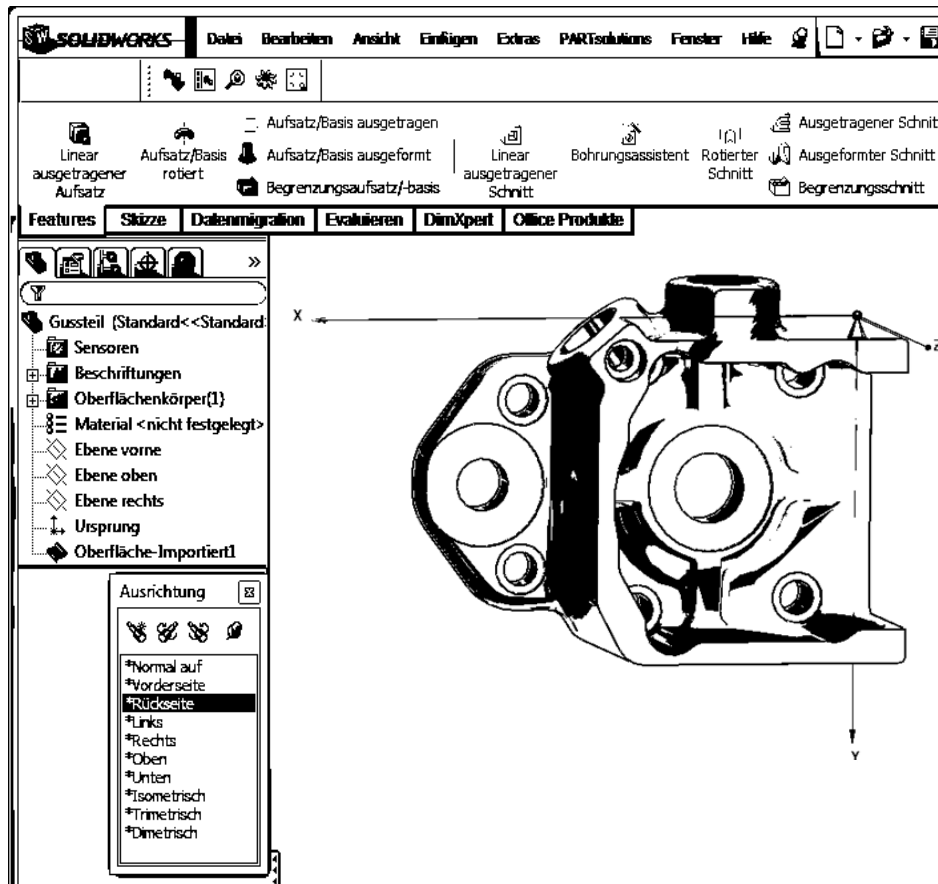 SW SOLIDWORKS Datei Bearbeiten Ansicht Einfügen Extras PARTsolutions Fenster Hilfe
Linear ausgetragener Aufsatz
Aufsatz/Basis rotiert
Aufsatz/Basis ausgetragen
Aufsatz/Basis ausgeformt
Begrenzungsaufsatz/-basis
Linear ausgetragener Schnitt
Bohrungsassistent
Rotierter Schnitt
Ausgetragener Schnitt
Ausgeformter Schnitt
Begrenzungsschnitt
Features Skizze Datenmigration Evaluieren DimXpert Office Produkte
»
Gussteil (Standard<<Standard
Sensoren
Beschriftungen
Oberflächenkörper(1)
Material <nicht festgelegt>
Ebene vorne
Ebene oben
Ebene rechts
Ursprung
Oberfläche-Importiert1
X
Z
Y
Ausrichtung
*Normal auf
*Vorderseite
*Rückseite
*Links
*Rechts
*Oben
*Unten
*Isometrisch
*Trimetrisch
*Dimetrisch